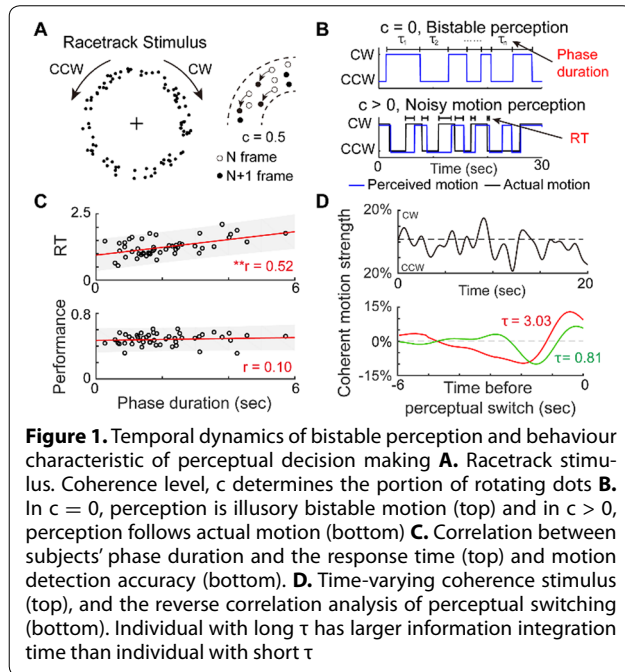 A
Racetrack Stimulus
CCW
CW
c = 0.5
N frame
N+1 frame
B
c = 0, Bistable perception
CW
CCW
τ1 τ2 ...... τn
Phase
duration
c > 0, Noisy motion perception
CW
CCW
RT
0 Time (sec) 30
Perceived motion Actual motion
C
RT
2.5
0
**r = 0.52
0 6
Performance
0.8
0
r = 0.10
0 6
Phase duration (sec)
D
Coherent motion strength
20%
CW
CCW
20%
0 20
Time (sec)
15%
0%
-15%
τ = 3.03
τ= 0.81
-6 0
Time before
perceptual switch (sec)
Figure 1. Temporal dynamics of bistable perception and behaviour
characteristic of perceptual decision making A. Racetrack stimu-
lus. Coherence level, c determines the portion of rotating dots B.
In c = 0, perception is illusory bistable motion (top) and in c > 0,
perception follows actual motion (bottom) C. Correlation between
subjects' phase duration and the response time (top) and motion
detection accuracy (bottom). D. Time-varying coherence stimulus
(top), and the reverse correlation analysis of perceptual switching
(bottom). Individual with long τ has larger information integration
time than individual with short τ